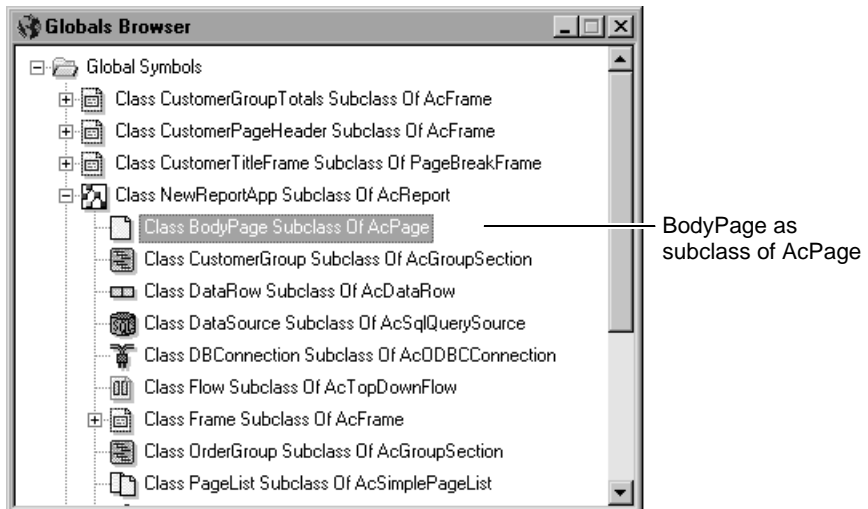 Globals Browser
Global Symbols
Class CustomerGroupTotals Subclass Of AcFrame
Class CustomerPageHeader Subclass Of AcFrame
Class CustomerTitleFrame Subclass Of PageBreakFrame
Class NewReportApp Subclass Of AcReport
Class BodyPage Subclass Of AcPage
BodyPage as
subclass of AcPage
Class CustomerGroup Subclass Of AcGroupSection
Class DataRow Subclass Of AcDataRow
SQL
Class DataSource Subclass Of AcSqlQuerySource
Class DBConnection Subclass Of AcODBCConnection
Class Flow Subclass Of AcTopDownFlow
Class Frame Subclass Of AcFrame
Class OrderGroup Subclass Of AcGroupSection
Class PageList Subclass Of AcSimplePageList